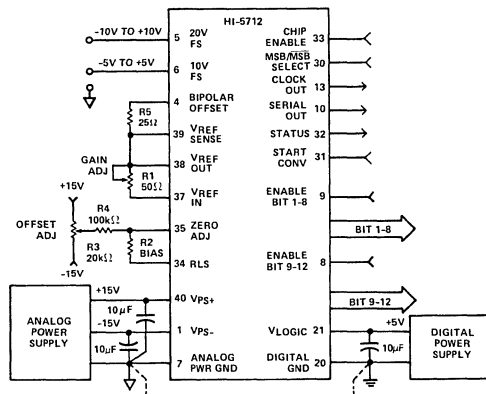 HI-5712
-10V TO +10V
5
20V
FS
-5V TO +5V
6
10V
FS
4
BIPOLAR
OFFSET
R5
25Ω
39
VREF
SENSE
GAIN
ADJ
38
VREF
OUT
R1
50Ω
37
VREF
IN
+15V
R4
100kΩ
OFFSET
ADJ
35
ZERO
ADJ
R3
20kΩ
R2
BIAS
-15V
34
RLS
ANALOG
POWER
SUPPLY
+15V
40
VPS+
10μF
-15V
1
VPS-
10μF
7
ANALOG
PWR GND
CHIP
ENABLE
33
MSB/M̅S̅B̅
SELECT
30
CLOCK
OUT
13
SERIAL
OUT
10
STATUS
32
START
CONV
31
ENABLE
BIT 1-8
9
BIT 1-8
ENABLE
BIT 9-12
8
BIT 9-12
VLOGIC
21
+5V
10μF
DIGITAL
GND
20
DIGITAL
POWER
SUPPLY